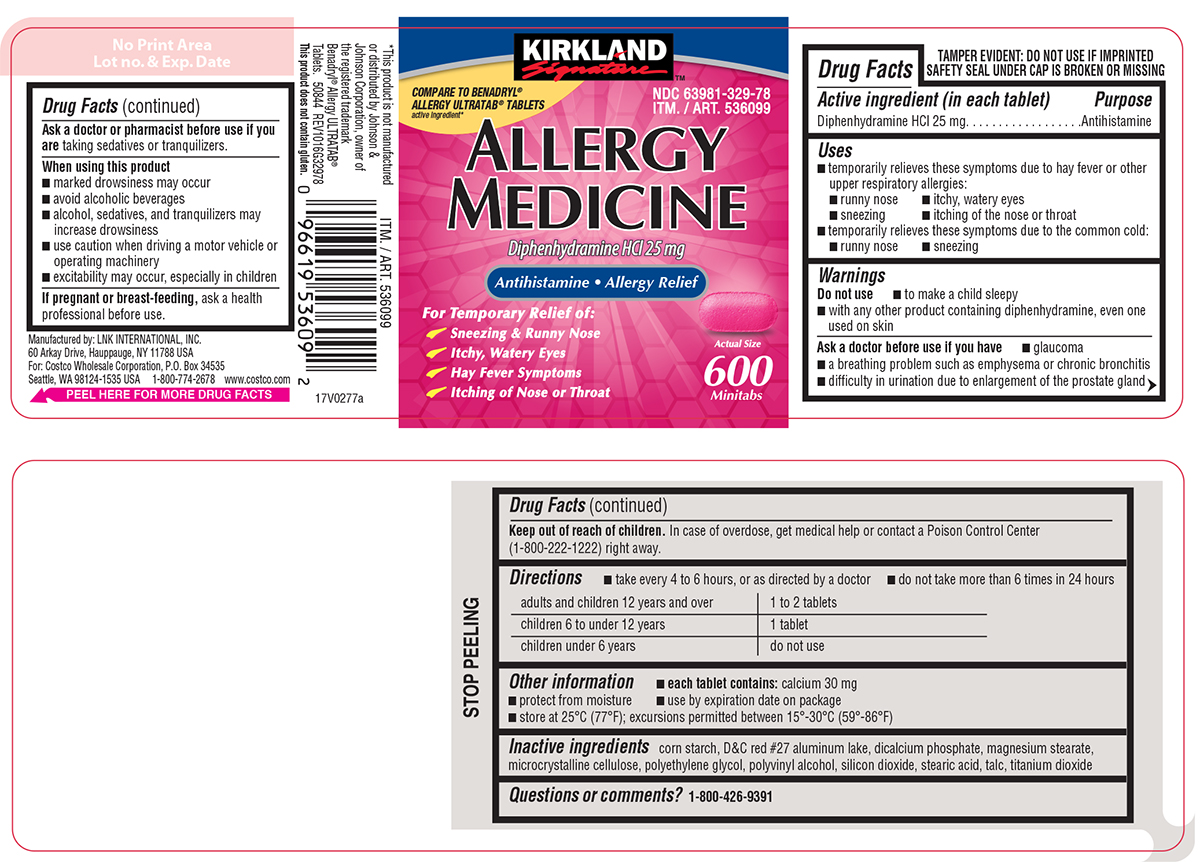 No Print Area
Lot no. & Exp. Date
Drug Facts (continued)
Ask a doctor or pharmacist before use if you
are taking sedatives or tranquilizers.
When using this product
■ marked drowsiness may occur
■ avoid alcoholic beverages
■ alcohol, sedatives, and tranquilizers may
increase drowsiness
■ use caution when driving a motor vehicle or
operating machinery
■ excitability may occur, especially in children
If pregnant or breast-feeding, ask a health
professional before use.
Manufactured by: LNK INTERNATIONAL, INC.
60 Arkay Drive, Hauppauge, NY 11788 USA
For: Costco Wholesale Corporation, P.O. Box 34535
Seattle, WA 98124-1535 USA 1-800-774-2678 www.costco.com
PEEL HERE FOR MORE DRUG FACTS
*This product is not manufactured
or distributed by Johnson &
Johnson Corporation, owner of
the registered trademark
Benadryl® Allergy ULTRATAB®
Tablets. 50844 REV1016G32978
This product does not contain gluten.
ITM. / ART. 536099
0 96619 53609 2
17V0277a
KIRKLAND
Signature™
COMPARE TO BENADRYL®
ALLERGY ULTRATAB® TABLETS
active ingredient*
NDC 63981-329-78
ITM. / ART. 536099
ALLERGY
MEDICINE
Diphenhydramine HCl 25 mg
Antihistamine • Allergy Relief
For Temporary Relief of:
Sneezing & Runny Nose
Itchy, Watery Eyes
Hay Fever Symptoms
Itching of Nose or Throat
Actual Size
600
Minitabs
TAMPER EVIDENT: DO NOT USE IF IMPRINTED
SAFETY SEAL UNDER CAP IS BROKEN OR MISSING
Drug Facts
Active ingredient (in each tablet) Purpose
Diphenhydramine HCl 25 mg..................Antihistamine
Uses
■ temporarily relieves these symptoms due to hay fever or other
upper respiratory allergies:
■ runny nose ■ itchy, watery eyes
■ sneezing ■ itching of the nose or throat
■ temporarily relieves these symptoms due to the common cold:
■ runny nose ■ sneezing
Warnings
Do not use ■ to make a child sleepy
■ with any other product containing diphenhydramine, even one
used on skin
Ask a doctor before use if you have ■ glaucoma
■ a breathing problem such as emphysema or chronic bronchitis
■ difficulty in urination due to enlargement of the prostate gland
STOP PEELING
Drug Facts (continued)
Keep out of reach of children. In case of overdose, get medical help or contact a Poison Control Center
(1-800-222-1222) right away.
Directions ■ take every 4 to 6 hours, or as directed by a doctor ■ do not take more than 6 times in 24 hours
adults and children 12 years and over 1 to 2 tablets
children 6 to under 12 years 1 tablet
children under 6 years do not use
Other information ■ each tablet contains: calcium 30 mg
■ protect from moisture ■ use by expiration date on package
■ store at 25°C (77°F); excursions permitted between 15°-30°C (59°-86°F)
Inactive ingredients corn starch, D&C red #27 aluminum lake, dicalcium phosphate, magnesium stearate,
microcrystalline cellulose, polyethylene glycol, polyvinyl alcohol, silicon dioxide, stearic acid, talc, titanium dioxide
Questions or comments? 1-800-426-9391